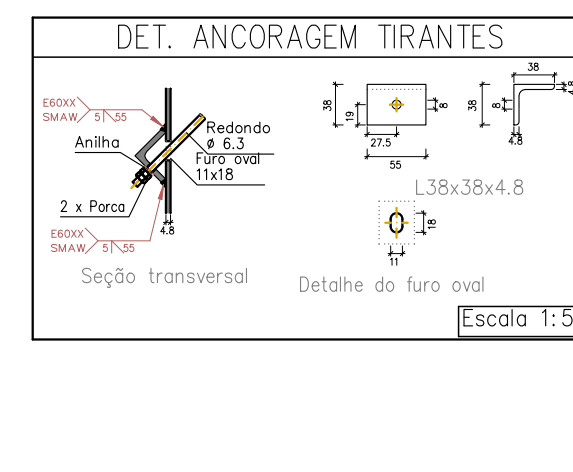 DET. ANCORAGEM TIRANTES
E60XX
SMAW
5
55
Anilha
Redondo
ø 6.3
Furo oval
11x18
2 x Porca
E60XX
SMAW
5
55
4.8
Seção transversal
38
19
8
27.5
55
38
38
8
4.8
4.8
L38x38x4.8
18
11
Detalhe do furo oval
Escala 1:5